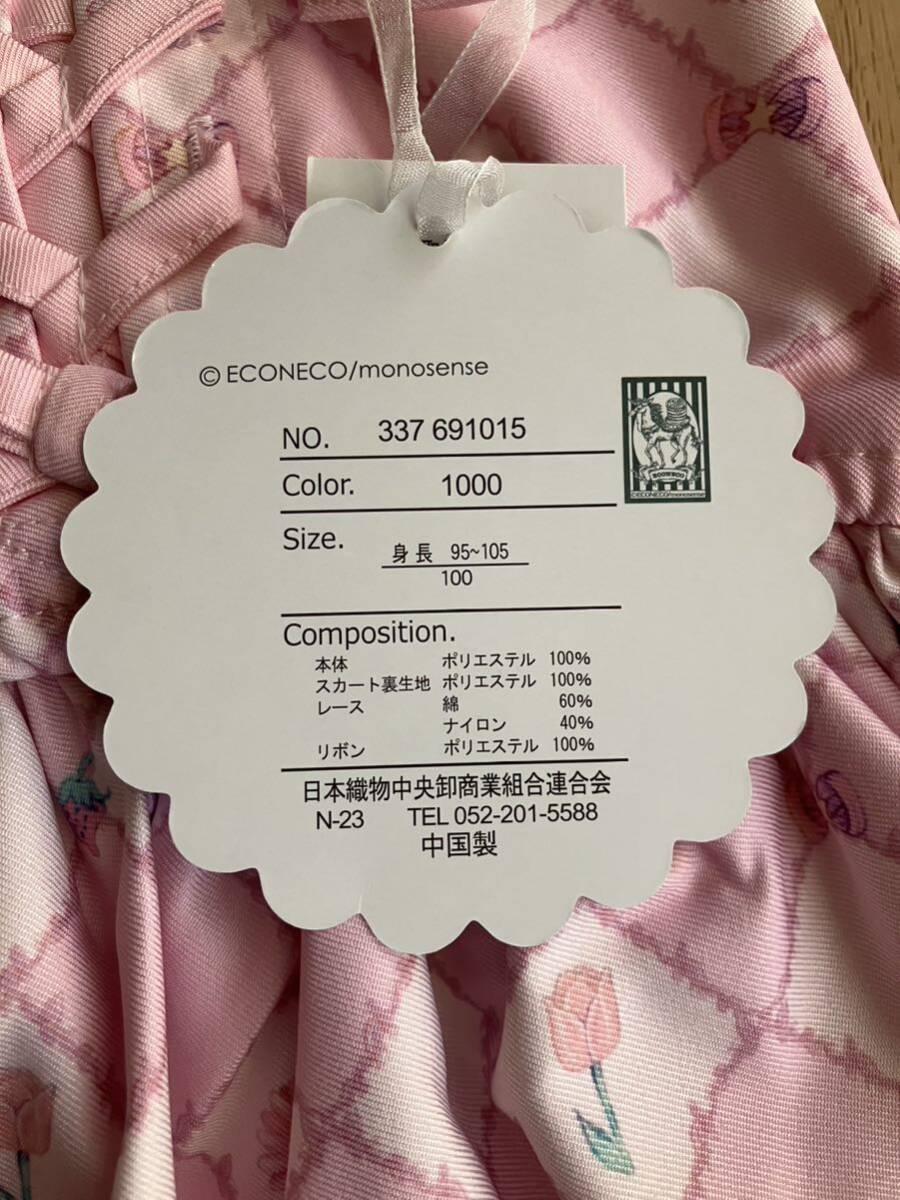 © ECONECO/monosense
NO. 337 691015
Color. 1000
Size. 身長 95~105
100
Composition.
本体 ポリエステル 100%
スカート裏生地 ポリエステル 100%
レース 綿 60%
ナイロン 40%
リボン ポリエステル 100%
日本織物中央卸商業組合連合会
N-23 TEL 052-201-5588
中国製
©ECONECO/monosense